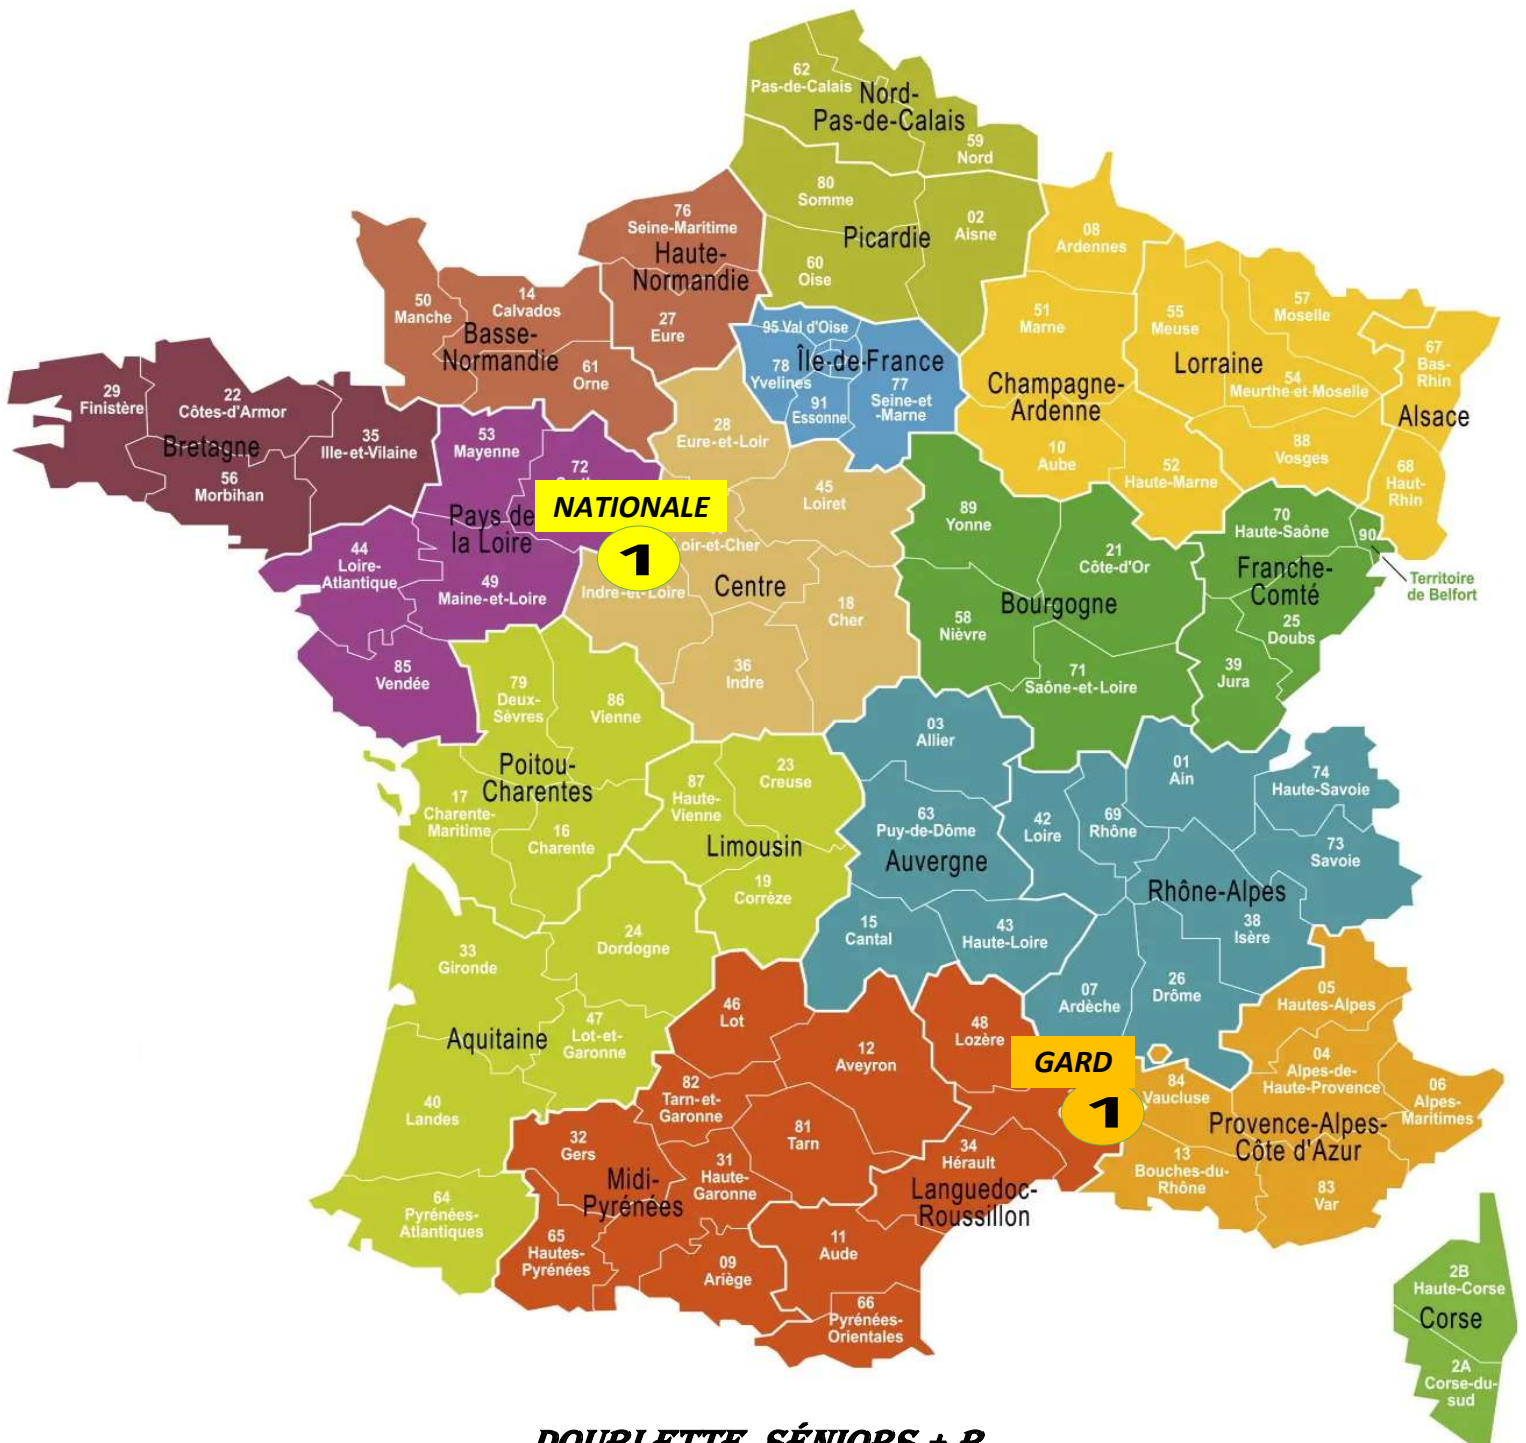 62
Pas-de-Calais
Nord-
Pas-de-Calais
59
Nord
80
Somme
02
Aisne
Picardie
60
Oise
76
Seine-Maritime
Haute-
Normandie
27
Eure
50
Manche
14
Calvados
Basse-
Normandie
61
Orne
08
Ardennes
51
Marne
55
Meuse
57
Moselle
Lorraine
54
Meurthe-et-Moselle
67
Bas-
Rhin
Alsace
Champagne-
Ardenne
10
Aube
52
Haute-Marne
88
Vosges
68
Haut-
Rhin
95 Val d'Oise
Île-de-France
78
Yvelines
91
Essonne
77
Seine-et
-Marne
29
Finistère
22
Côtes-d'Armor
Bretagne
35
Ille-et-Vilaine
56
Morbihan
53
Mayenne
72
Pays de
la Loire
44
Loire-
Atlantique
49
Maine-et-Loire
85
Vendée
NATIONALE
1
28
Eure-et-Loir
45
Loiret
Loir-et-Cher
Indre-et-Loire
Centre
18
Cher
36
Indre
89
Yonne
21
Côte-d'Or
Bourgogne
58
Nièvre
71
Saône-et-Loire
70
Haute-Saône
90
Territoire
de Belfort
Franche-
Comté
25
Doubs
39
Jura
79
Deux-
Sèvres
86
Vienne
Poitou-
Charentes
17
Charente-
Maritime
16
Charente
87
Haute-
Vienne
23
Creuse
Limousin
19
Corrèze
03
Allier
63
Puy-de-Dôme
Auvergne
15
Cantal
43
Haute-Loire
42
Loire
69
Rhône
01
Ain
74
Haute-Savoie
73
Savoie
Rhône-Alpes
38
Isère
07
Ardèche
26
Drôme
33
Gironde
24
Dordogne
47
Lot-et-
Garonne
Aquitaine
40
Landes
64
Pyrénées-
Atlantiques
46
Lot
12
Aveyron
82
Tarn-et-
Garonne
81
Tarn
32
Gers
31
Haute-
Garonne
Midi-
Pyrénées
65
Hautes-
Pyrénées
09
Ariège
48
Lozère
GARD
1
34
Hérault
Languedoc-
Roussillon
11
Aude
66
Pyrénées-
Orientales
05
Hautes-Alpes
04
Alpes-de-
Haute-Provence
06
Alpes-
Maritimes
84
Vaucluse
Provence-Alpes-
Côte d'Azur
13
Bouches-du-
Rhône
83
Var
2B
Haute-Corse
Corse
2A
Corse-du-
sud
DOUBLETTE SÉNIORS +